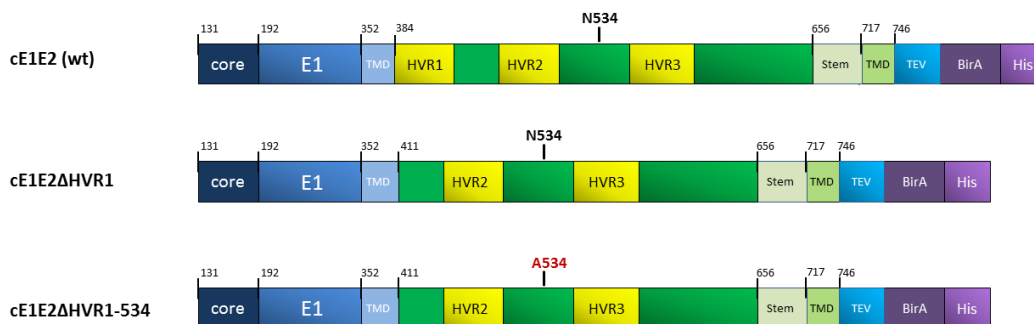 N534
131 192 352 384 656 717 746
cE1E2 (wt) core E1 TMD HVR1 HVR2 HVR3 Stem TMD TEV BirA His
N534
131 192 352 411 656 717 746
cE1E2ΔHVR1 core E1 TMD HVR2 HVR3 Stem TMD TEV BirA His
A534
131 192 352 411 656 717 746
cE1E2ΔHVR1-534 core E1 TMD HVR2 HVR3 Stem TMD TEV BirA His